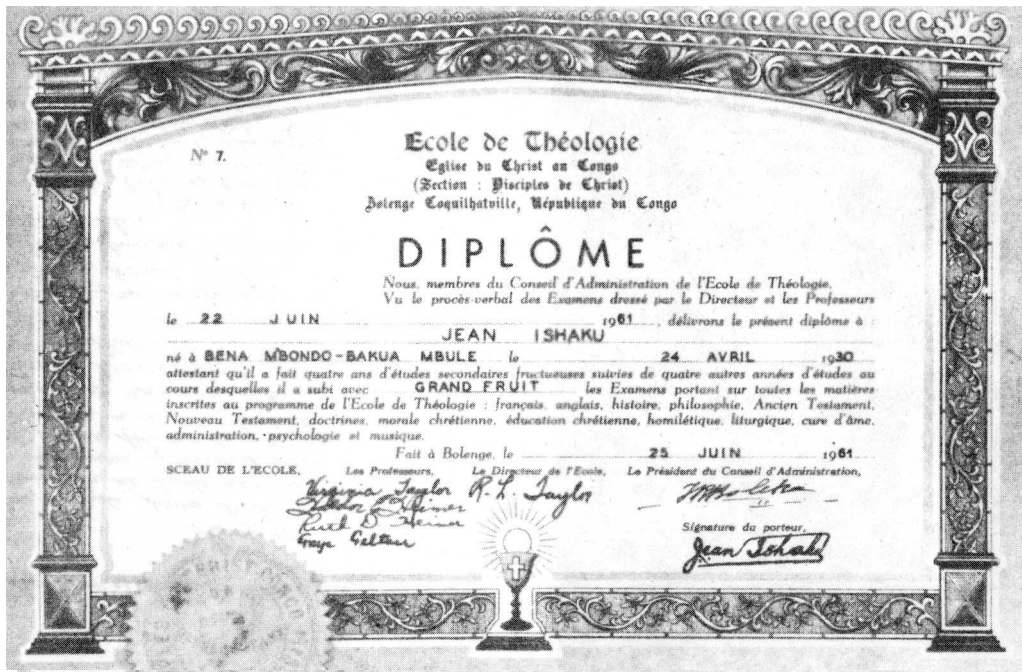 N° 7.
Ecole de Théologie
Eglise du Christ au Congo
(Section : Disciples de Christ)
Bolenge Coquilhatville, République du Congo
DIPLÔME
Nous, membres du Conseil d'Administration de l'Ecole de Théologie,
Vu le procès-verbal des Examens dressé par le Directeur et les Professeurs
le 22 JUIN 1961, délivrons le présent diplôme à :
JEAN ISHAKU
né à BENA M'BONDO-BAKUA MBULE le 24 AVRIL 1930
attestant qu'il a fait quatre ans d'études secondaires fructueuses suivies de quatre autres années d'études au
cours desquelles il a subi avec GRAND FRUIT les Examens portant sur toutes les matières
inscrites au programme de l'Ecole de Théologie : français, anglais, histoire, philosophie, Ancien Testament,
Nouveau Testament, doctrines, morale chrétienne, éducation chrétienne, homilétique, liturgique, cure d'âme,
administration, psychologie et musique.
Fait à Bolenge, le 25 JUIN 1961
SCEAU DE L'ECOLE, Les Professeurs, Le Directeur de l'Ecole, Le Président du Conseil d'Administration,
Virginia Taylor R. L. Taylor
Ruth D.
Faye
Signature du porteur,
Jean Ishaku